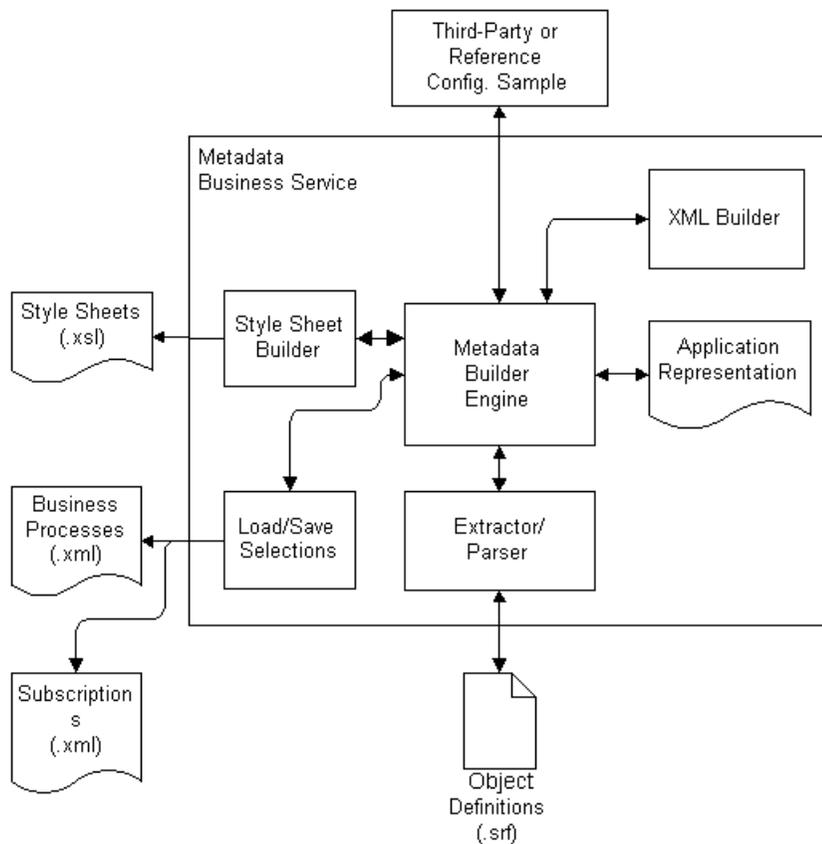 Third-Party or
Reference
Config. Sample
Metadata
Business Service
XML Builder
Style Sheets
(.xsl)
Style Sheet
Builder
Metadata
Builder
Engine
Application
Representation
Business
Processes
(.xml)
Load/Save
Selections
Extractor/
Parser
Subscription
s
(.xml)
Object
Definitions
(.srf)